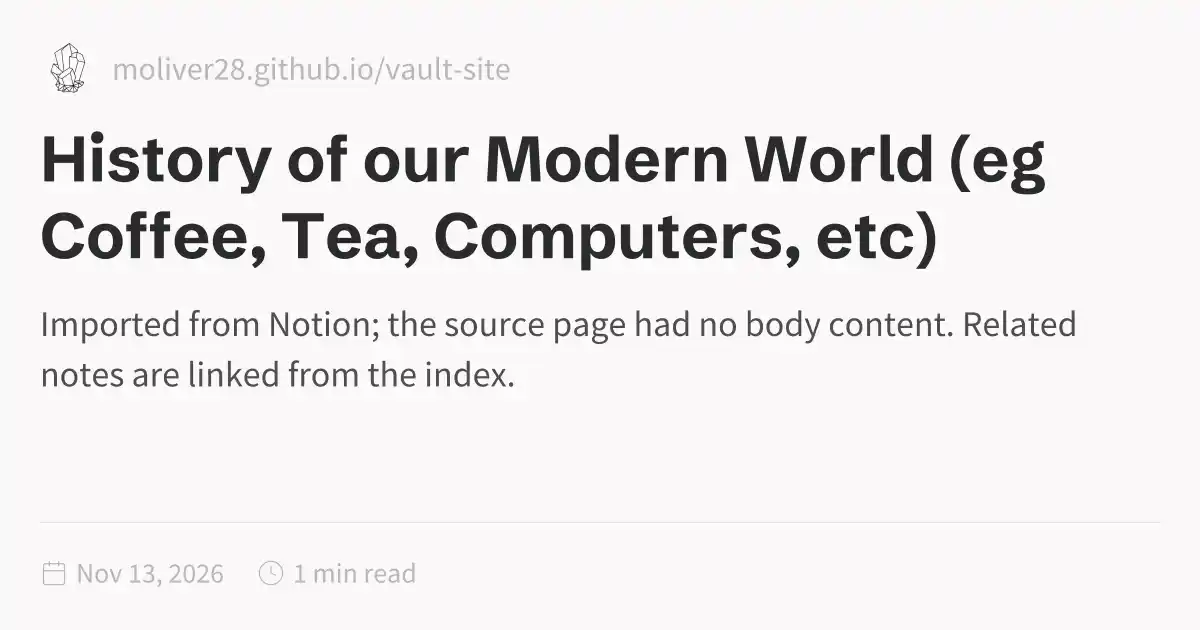 moliver28.github.io/vault-site
History of our Modern World (eg
Coffee, Tea, Computers, etc)
Imported from Notion; the source page had no body content. Related
notes are linked from the index.
Nov 13, 2026 1 min read